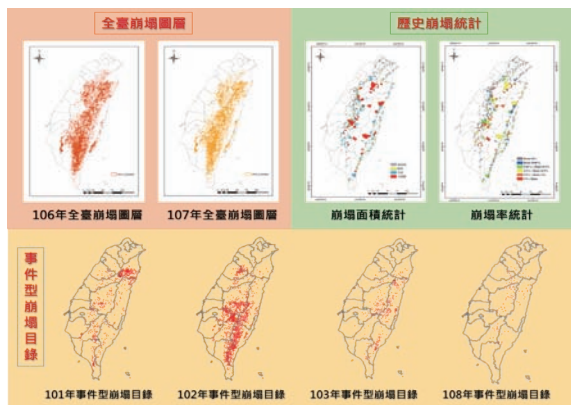 全臺崩塌圖層
歷史崩塌統計
106年全臺崩塌圖層
107年全臺崩塌圖層
崩塌面積統計
崩塌率統計
事件型崩塌目錄
101年事件型崩塌目錄
102年事件型崩塌目錄
103年事件型崩塌目錄
108年事件型崩塌目錄